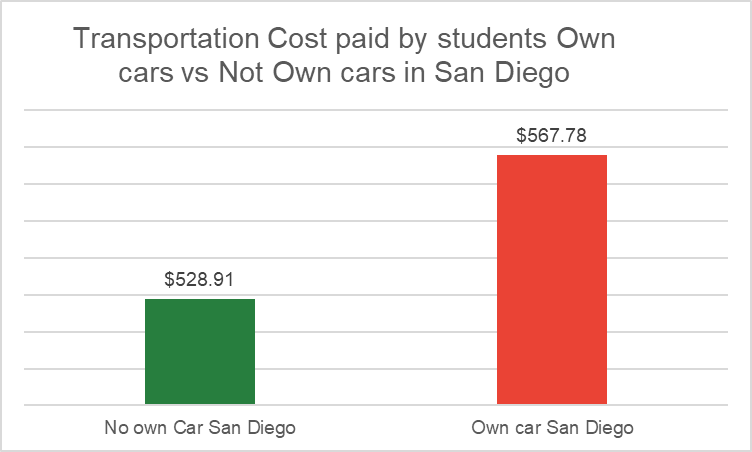 Transportation Cost paid by students Own
cars vs Not Own cars in San Diego
$567.78
$528.91
No own Car San Diego
Own car San Diego